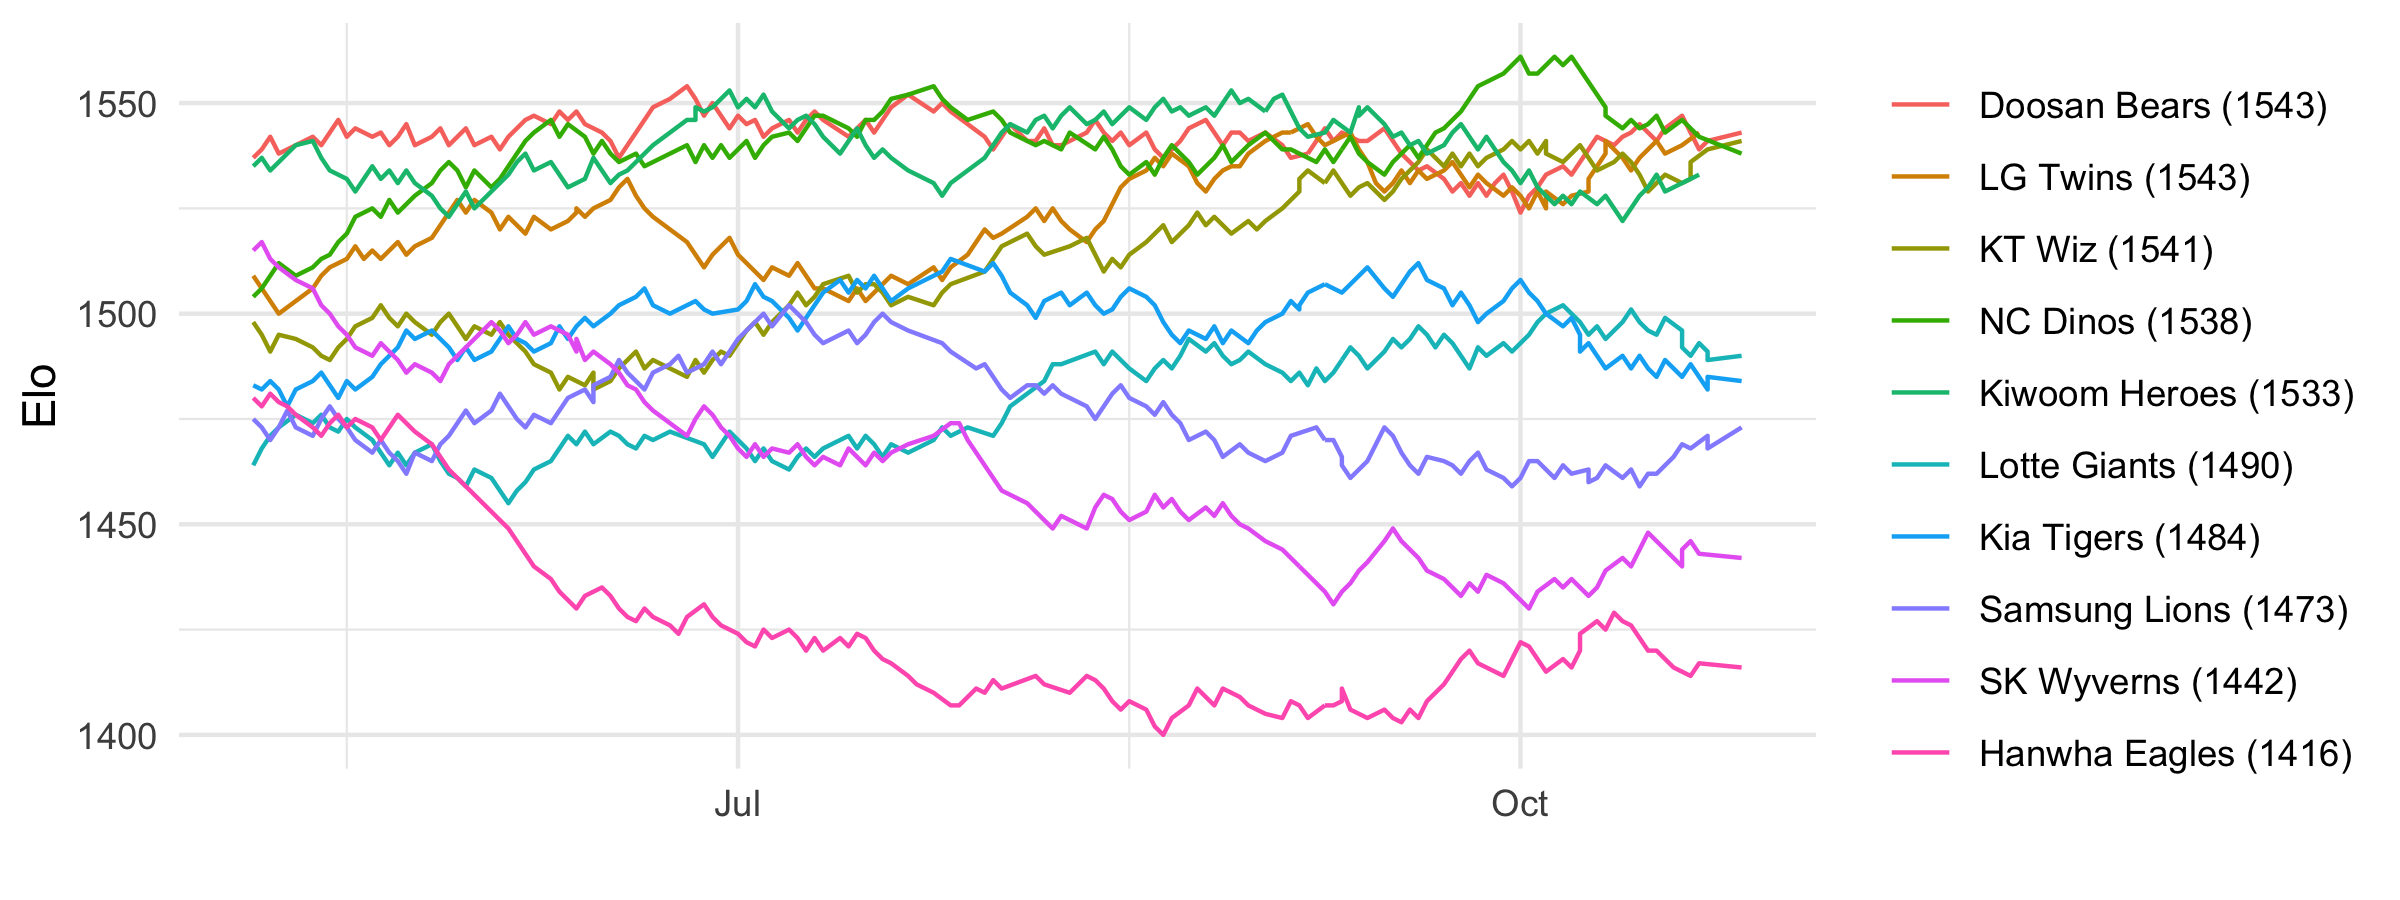 Elo
1550
1500
1450
1400
Jul
Oct
Doosan Bears (1543)
LG Twins (1543)
KT Wiz (1541)
NC Dinos (1538)
Kiwoom Heroes (1533)
Lotte Giants (1490)
Kia Tigers (1484)
Samsung Lions (1473)
SK Wyverns (1442)
Hanwha Eagles (1416)